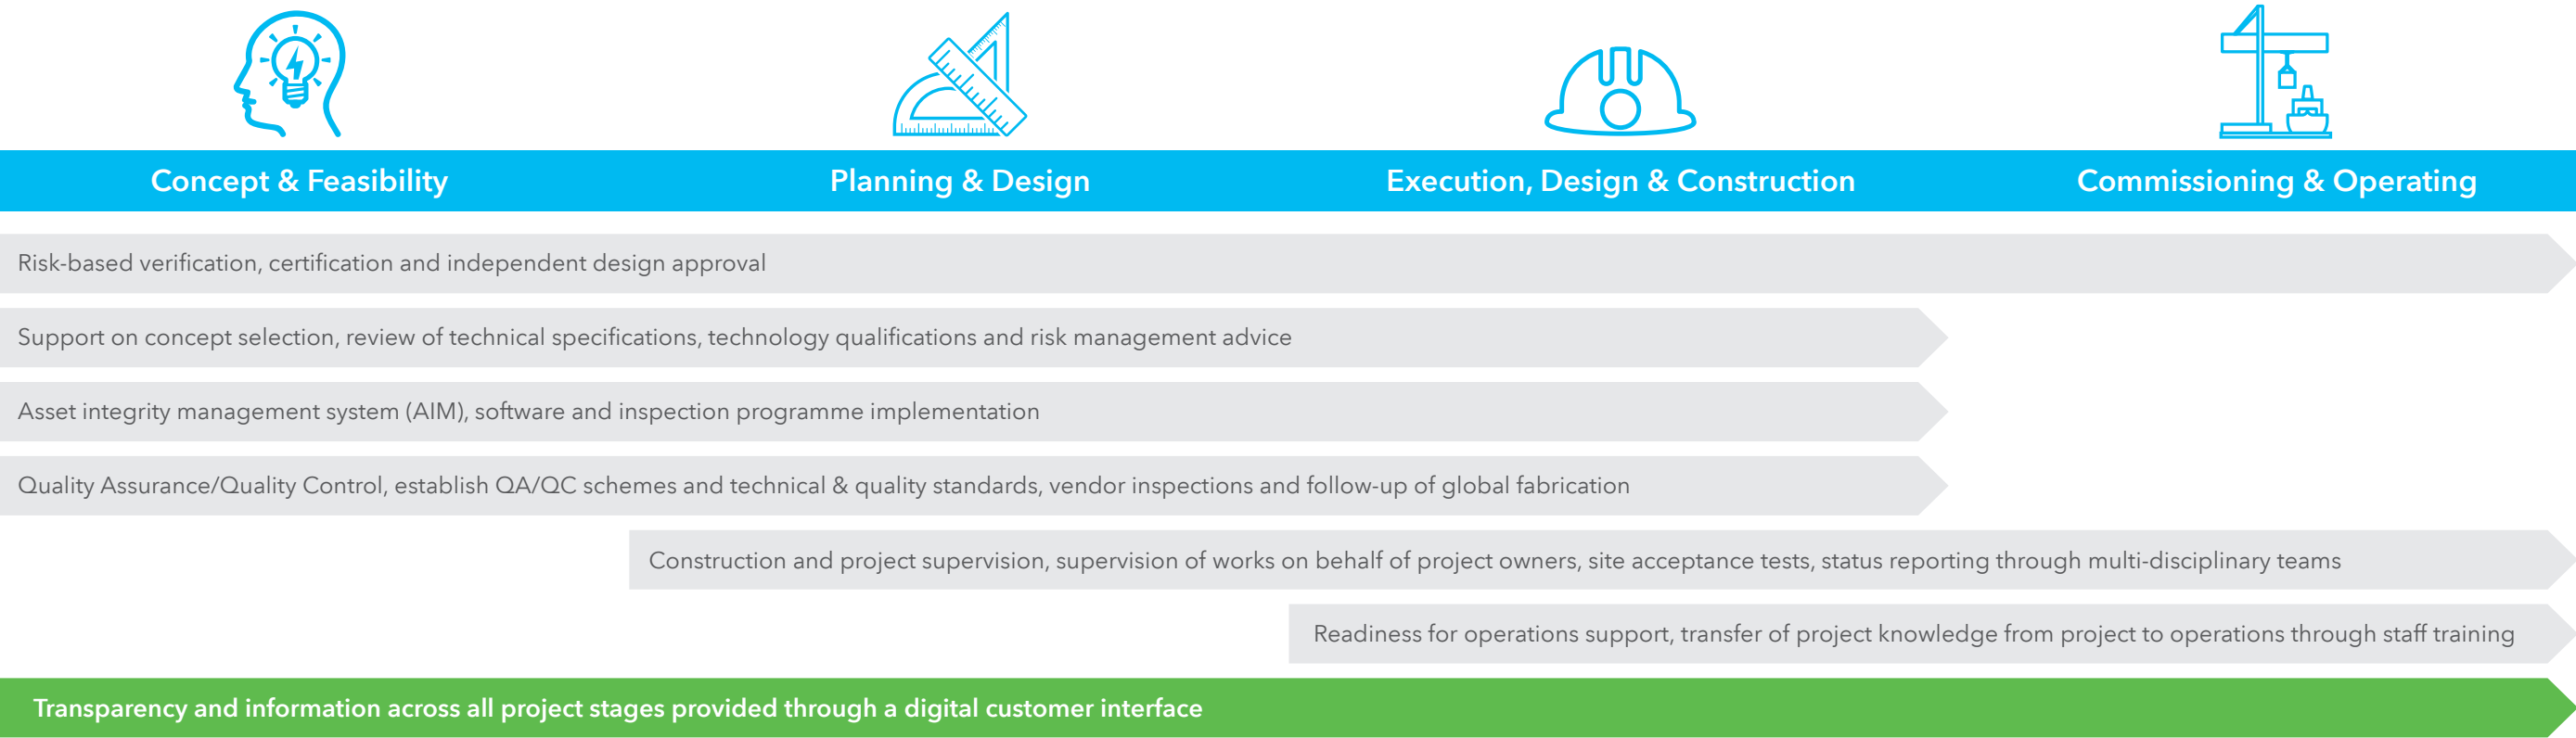 Concept & Feasibility
Planning & Design
Execution, Design & Construction
Commissioning & Operating
Risk-based verification, certification and independent design approval
Support on concept selection, review of technical specifications, technology qualifications and risk management advice
Asset integrity management system (AIM), software and inspection programme implementation
Quality Assurance/Quality Control, establish QA/QC schemes and technical & quality standards, vendor inspections and follow-up of global fabrication
Construction and project supervision, supervision of works on behalf of project owners, site acceptance tests, status reporting through multi-disciplinary teams
Readiness for operations support, transfer of project knowledge from project to operations through staff training
Transparency and information across all project stages provided through a digital customer interface